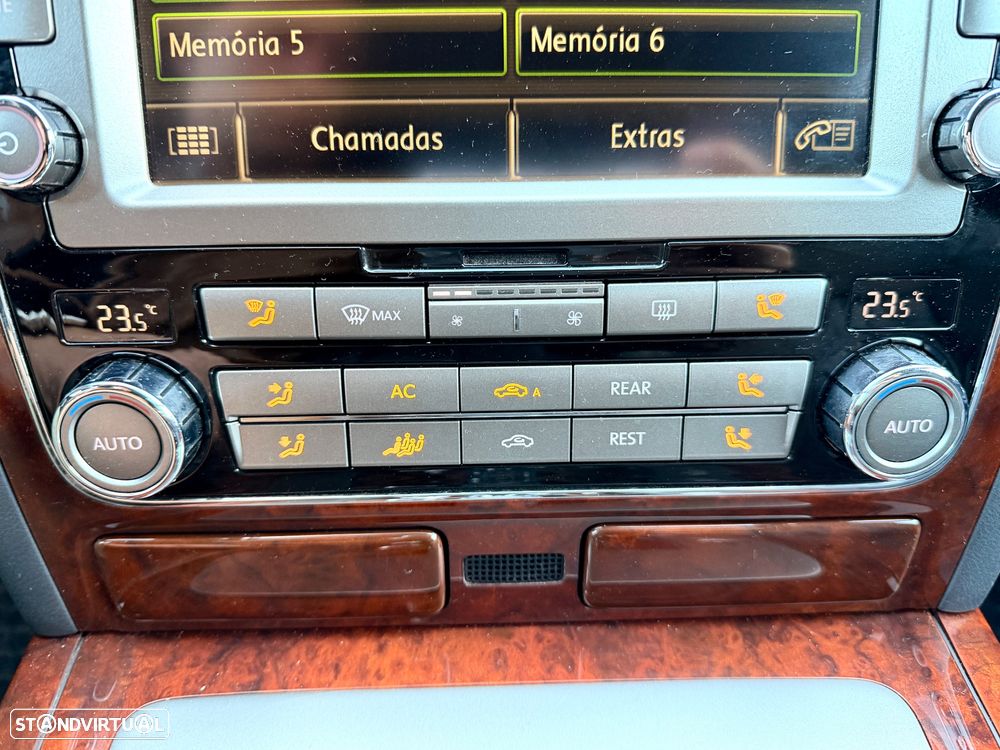 Memória 5
Memória 6
Chamadas
Extras
23.5°C
MAX
23.5°C
AC
A
REAR
AUTO
REST
AUTO
STANDVIRTUAL